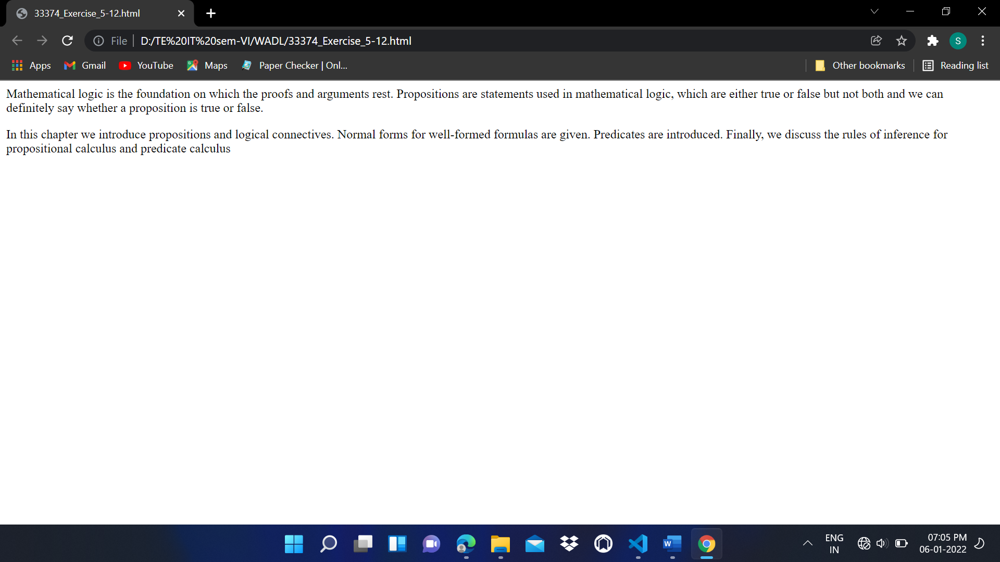 33374_Exercise_5-12.html
File D:/TE%20IT%20sem-VI/WADL/33374_Exercise_5-12.html S
Apps Gmail YouTube Maps Paper Checker | Onl... Other bookmarks Reading list
Mathematical logic is the foundation on which the proofs and arguments rest. Propositions are statements used in mathematical logic, which are either true or false but not both and we can
definitely say whether a proposition is true or false.
In this chapter we introduce propositions and logical connectives. Normal forms for well-formed formulas are given. Predicates are introduced. Finally, we discuss the rules of inference for
propositional calculus and predicate calculus
W
ENG 07:05 PM
IN 06-01-2022